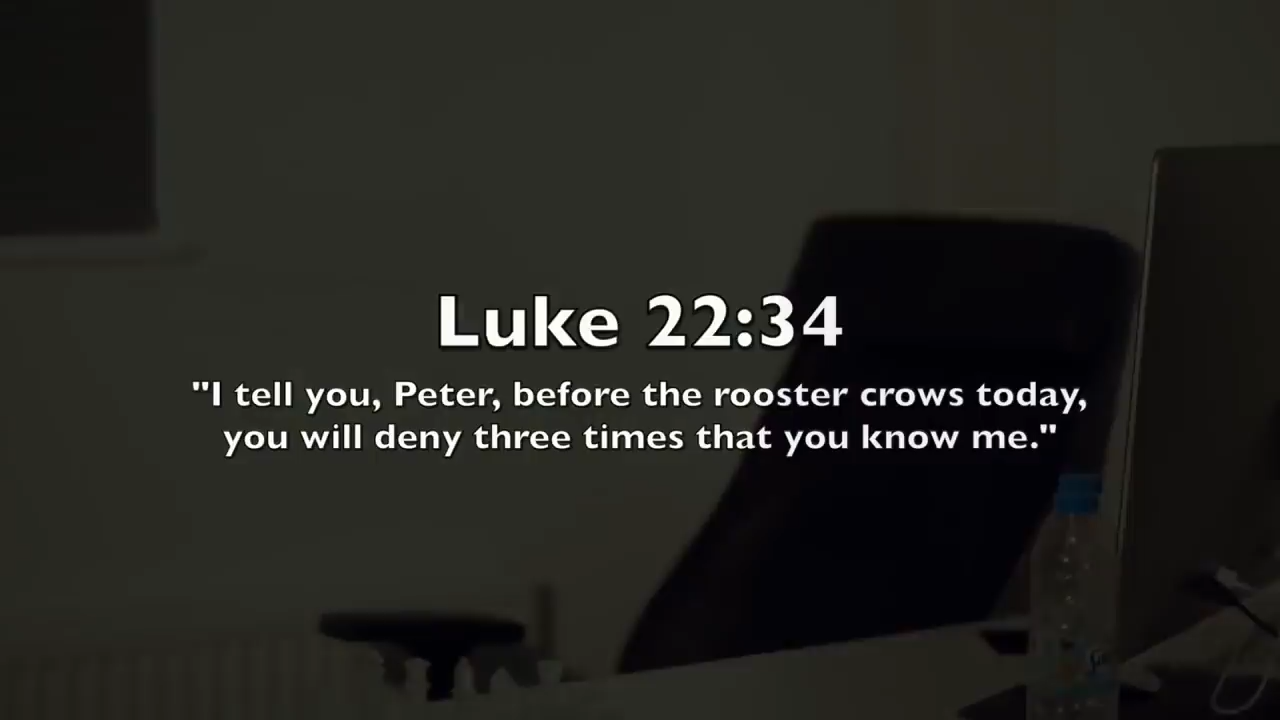 Luke 22:34
"I tell you, Peter, before the rooster crows today,
you will deny three times that you know me."